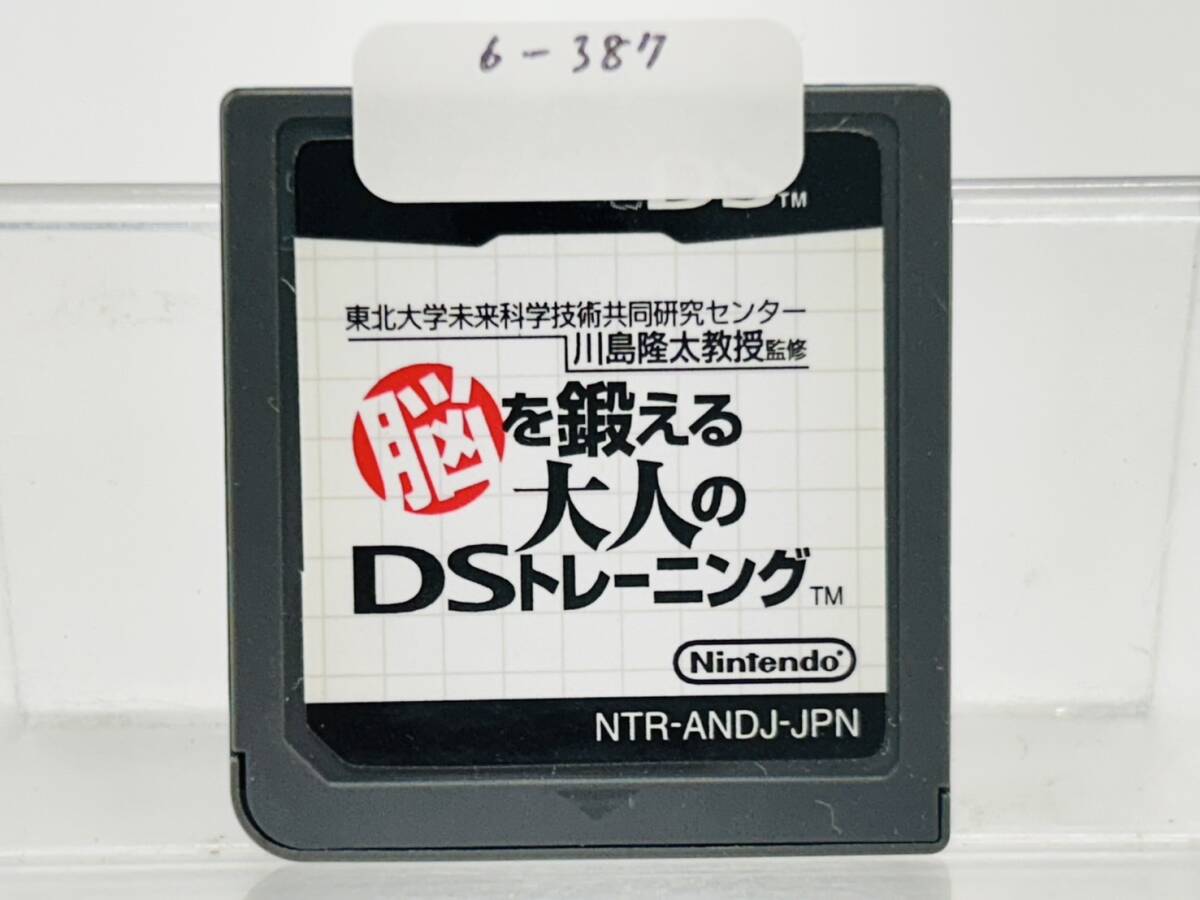 6-387
DS™
東北大学未来科学技術共同研究センター
川島隆太教授監修
脳を鍛える
大人の
DSトレーニング™
Nintendo®
NTR-ANDJ-JPN